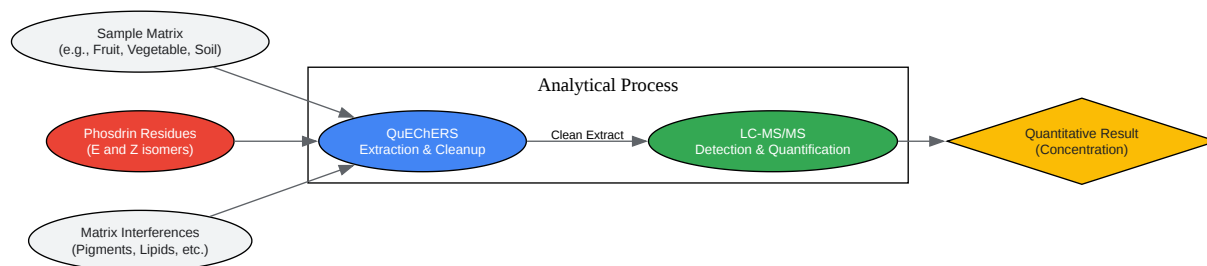 Sample Matrix
(e.g., Fruit, Vegetable, Soil)
Analytical Process
Phosdrin Residues
(E and Z isomers)
QuEChERS
Extraction & Cleanup
Clean Extract
LC-MS/MS
Detection & Quantification
Quantitative Result
(Concentration)
Matrix Interferences
(Pigments, Lipids, etc.)